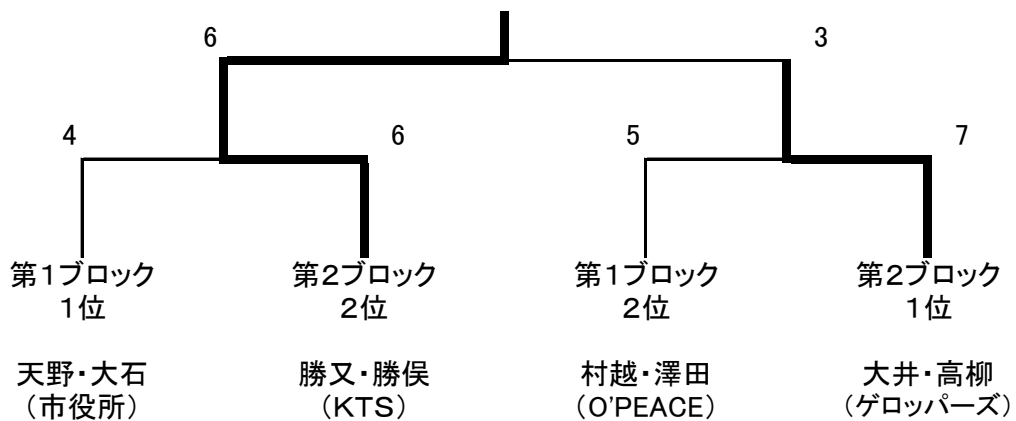 6 3
4 6 5 7
第１ブロック 第２ブロック 第１ブロック 第２ブロック
１位 ２位 ２位 １位
天野・大石 勝又・勝俣 村越・澤田 大井・高柳
（市役所） （KTS） （O'PEACE） （ゲロッパーズ）